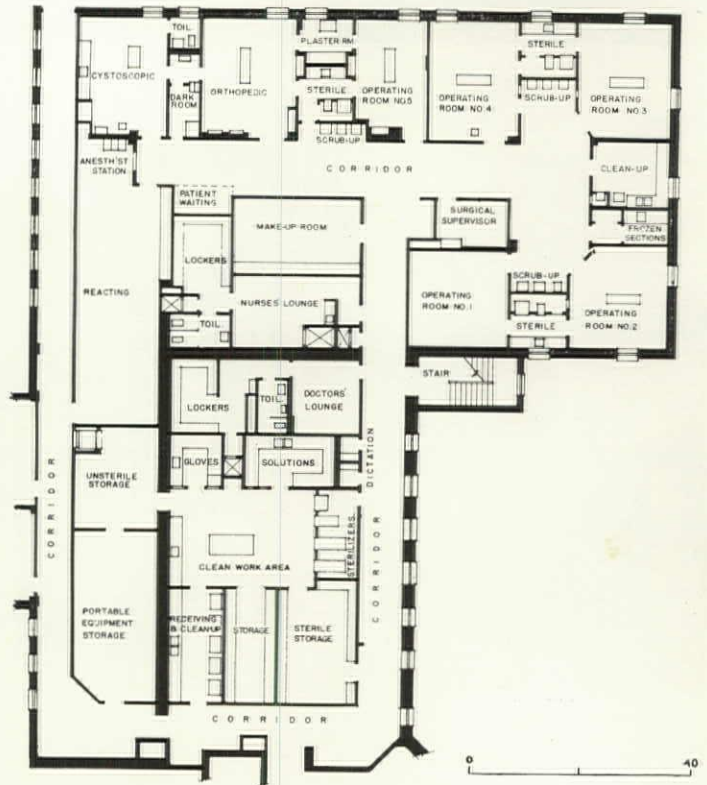 TOIL.
PLASTER RM.
CYSTOSCOPIC
DARK
ROOM
ORTHOPEDIC
STERILE
OPERATING
ROOM NO.5
OPERATING
ROOM NO.4
STERILE
SCRUB-UP
OPERATING
ROOM NO.3
SCRUB-UP
ANESTH'ST
STATION
CORRIDOR
CLEAN-UP
PATIENT
WAITING
MAKE-UP ROOM
SURGICAL
SUPERVISOR
FROZEN
SECTIONS
LOCKERS
REACTING
NURSES LOUNGE
TOIL.
OPERATING
ROOM NO.1
SCRUB-UP
STERILE
OPERATING
ROOM NO.2
STAIR
LOCKERS
TOIL.
DOCTORS'
LOUNGE
GLOVES
SOLUTIONS
DICTATION
UNSTERILE
STORAGE
CORRIDOR
CLEAN WORK AREA
STERILIZERS
CORRIDOR
PORTABLE
EQUIPMENT
STORAGE
RECEIVING
& CLEANUP
STORAGE
STERILE
STORAGE
CORRIDOR
0 40